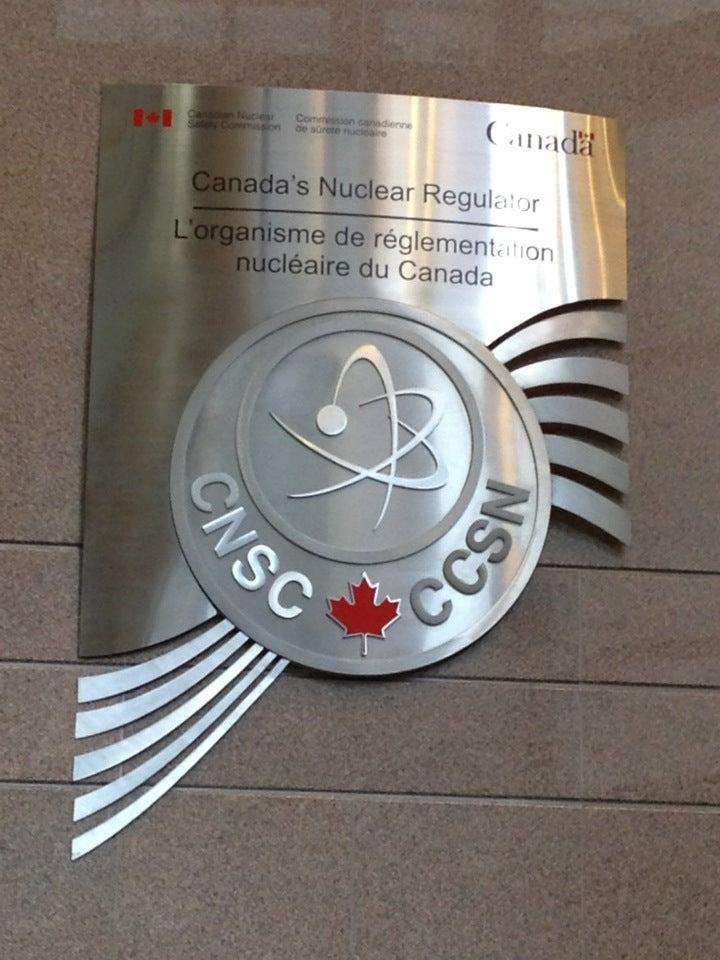 Canadian Nuclear
Safety Commission
Commission canadienne
de sûreté nucléaire
Canada
Canada's Nuclear Regulator
L'organisme de réglementation
nucléaire du Canada
CNSC CCSN